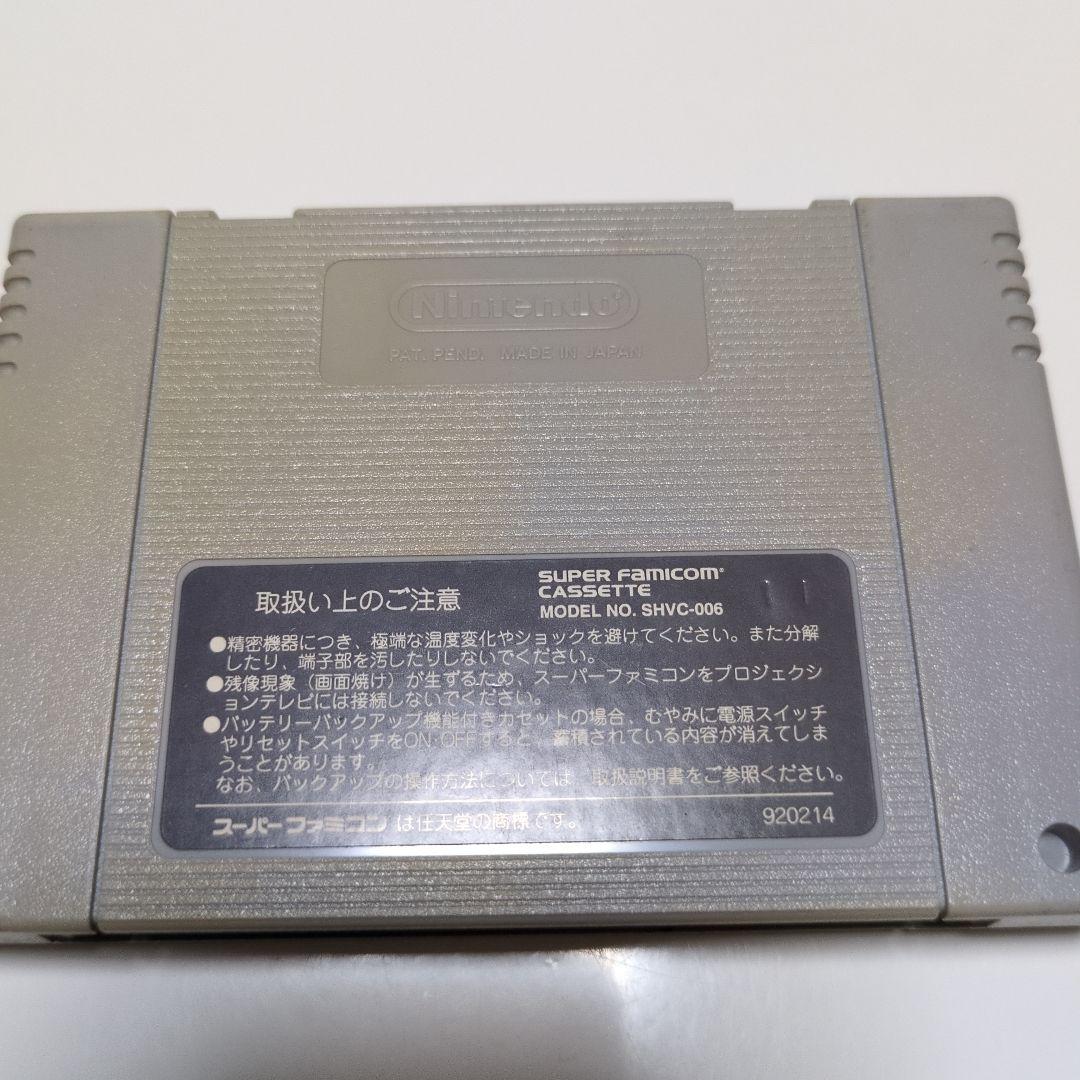 Nintendo®
PAT. PEND. MADE IN JAPAN
取扱い上のご注意
SUPER FAMICOM®
CASSETTE
MODEL NO. SHVC-006
11
●精密機器につき、極端な温度変化やショックを避けてください。また分解
したり、端子部を汚したりしないでください。
●残像現象（画面焼け）が生ずるため、スーパーファミコンをプロジェクシ
ョンテレビには接続しないでください。
●バッテリーバックアップ機能付きカセットの場合、むやみに電源スイッチ
やリセットスイッチをON・OFFすると、蓄積されている内容が消えてしま
うことがあります。
なお、バックアップの操作方法については、取扱説明書をご参照ください。
スーパーファミコン は任天堂の商標です。
920214